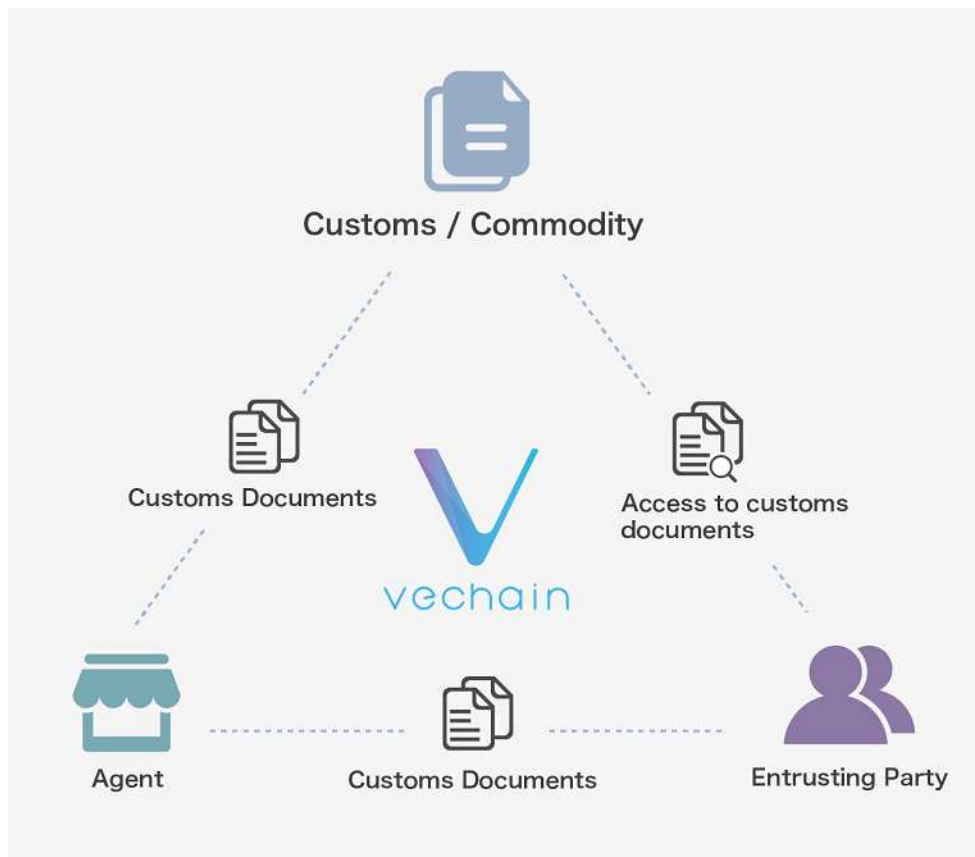 Customs / Commodity
Customs Documents
Access to customs
documents
vechain
Agent
Customs Documents
Entrusting Party